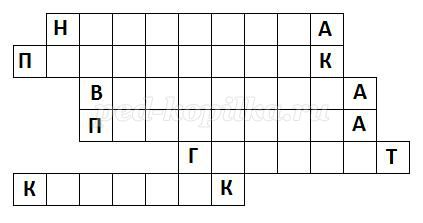 Н А
П К
В А
ped-kopilka.ru
П А
Г Т
К К